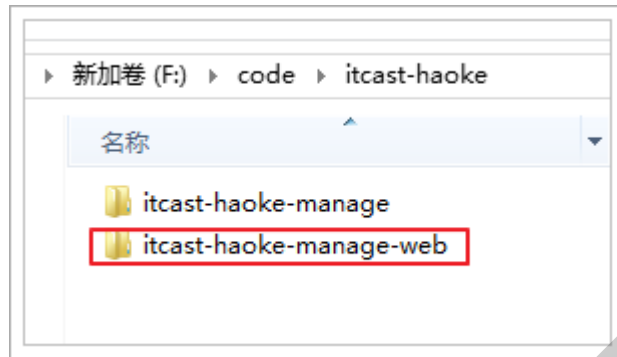 新加卷 (F:) code itcast-haoke
名称
itcast-haoke-manage
itcast-haoke-manage-web